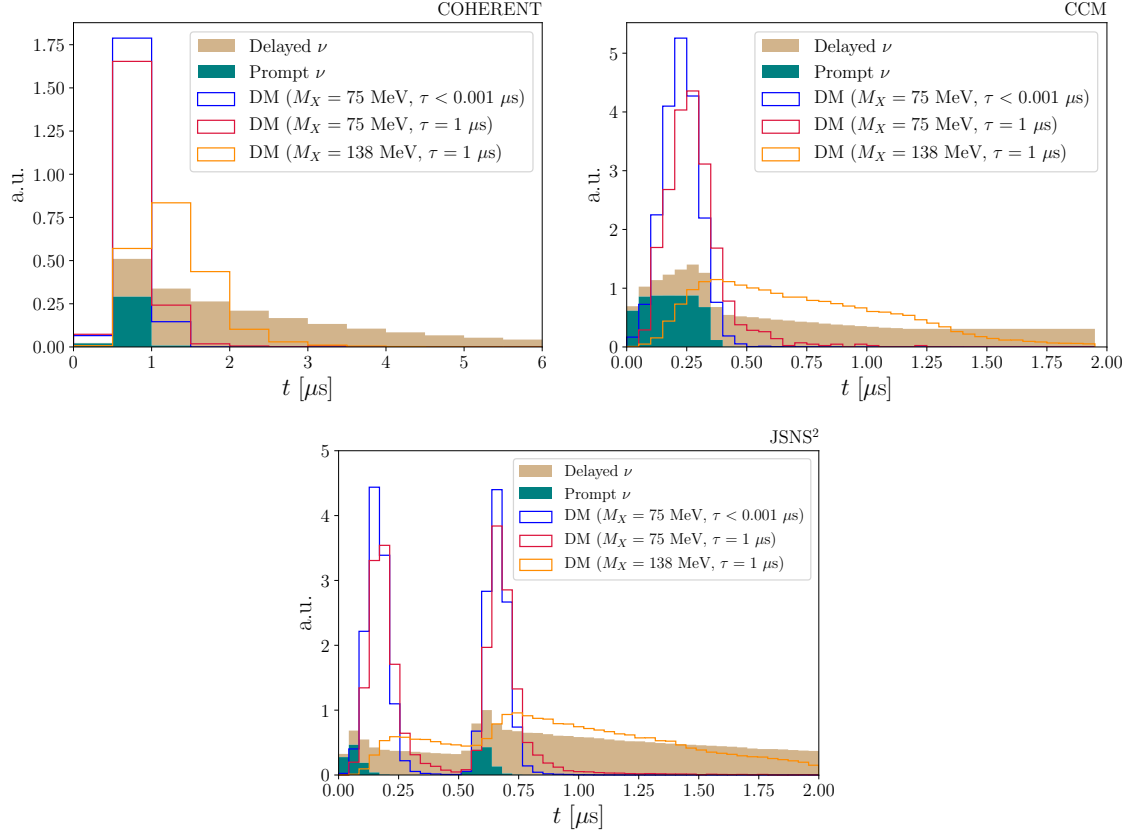 COHERENT
Delayed ν
Prompt ν
DM (M_X = 75 MeV, τ < 0.001 μs)
DM (M_X = 75 MeV, τ = 1 μs)
DM (M_X = 138 MeV, τ = 1 μs)
a.u.
1.75
1.50
1.25
1.00
0.75
0.50
0.25
0.00
0 1 2 3 4 5 6
t [μs]
CCM
Delayed ν
Prompt ν
DM (M_X = 75 MeV, τ < 0.001 μs)
DM (M_X = 75 MeV, τ = 1 μs)
DM (M_X = 138 MeV, τ = 1 μs)
a.u.
5
4
3
2
1
0
0.00 0.25 0.50 0.75 1.00 1.25 1.50 1.75 2.00
t [μs]
JSNS²
Delayed ν
Prompt ν
DM (M_X = 75 MeV, τ < 0.001 μs)
DM (M_X = 75 MeV, τ = 1 μs)
DM (M_X = 138 MeV, τ = 1 μs)
a.u.
5
4
3
2
1
0
0.00 0.25 0.50 0.75 1.00 1.25 1.50 1.75 2.00
t [μs]